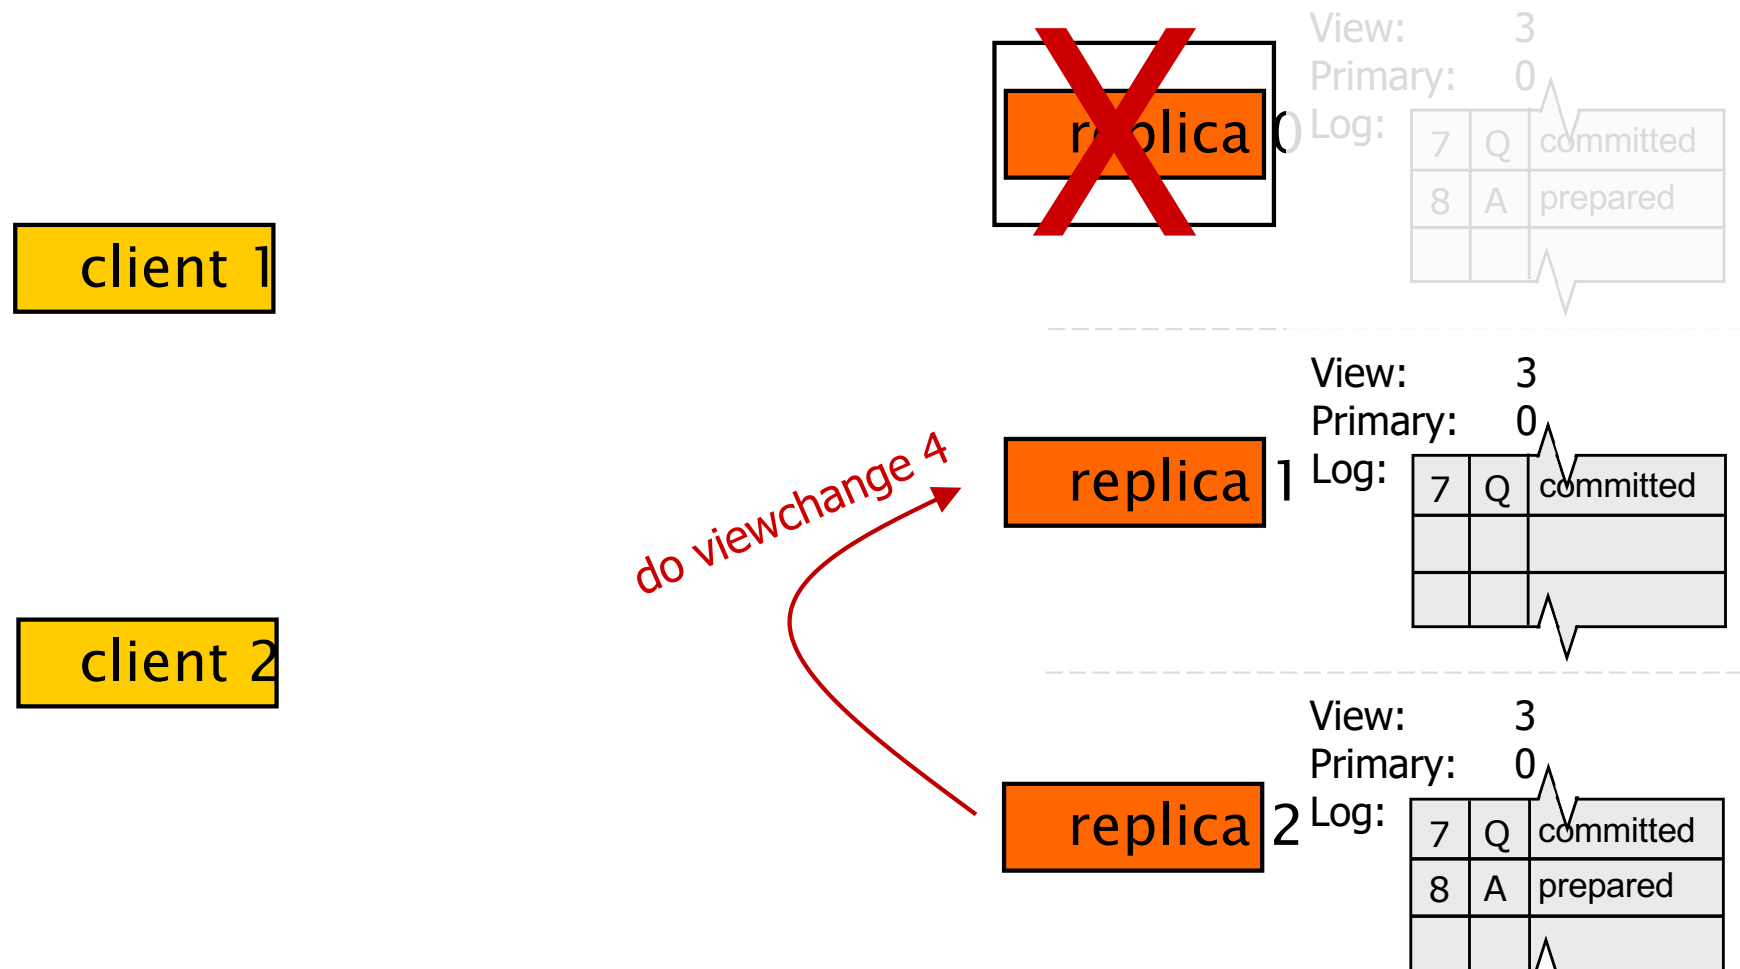 View: 3
Primary: 0
replica 0
Log:
7 Q committed
8 A prepared
client 1
View: 3
Primary: 0
do viewchange 4
replica 1
Log:
7 Q committed
client 2
View: 3
Primary: 0
replica 2
Log:
7 Q committed
8 A prepared